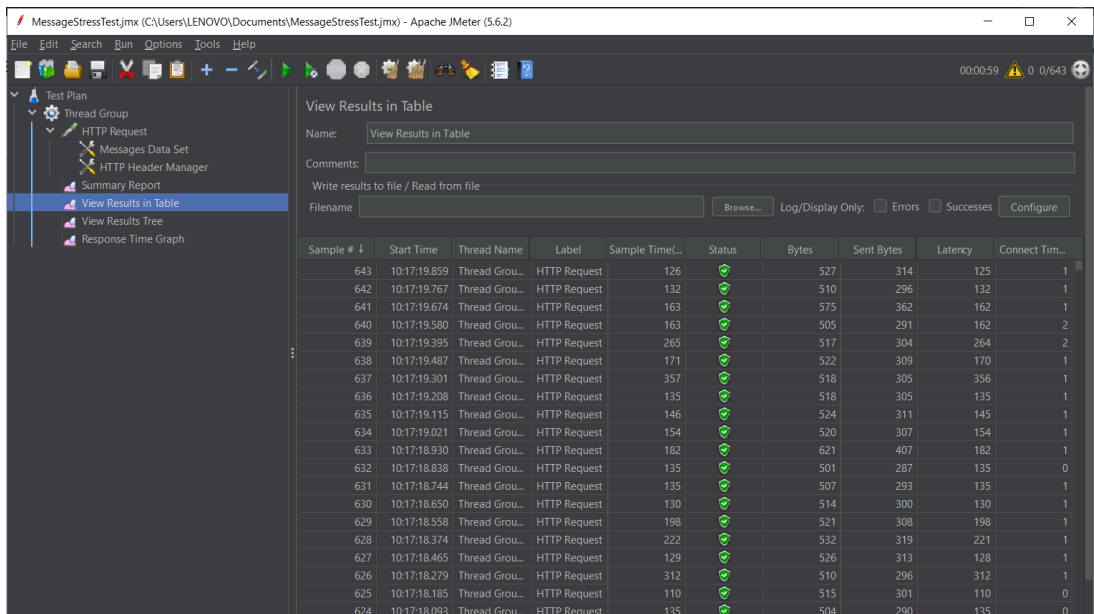 MessageStressTest.jmx (C:\Users\LENOVO\Documents\MessageStressTest.jmx) - Apache JMeter (5.6.2)
File Edit Search Run Options Tools Help
00:00:59 0 0/643
Test Plan
Thread Group
HTTP Request
Messages Data Set
HTTP Header Manager
Summary Report
View Results in Table
View Results Tree
Response Time Graph
View Results in Table
Name: View Results in Table
Comments:
Write results to file / Read from file
Filename Browse... Log/Display Only: Errors Successes Configure
Sample # ↓ Start Time Thread Name Label Sample Time(... Status Bytes Sent Bytes Latency Connect Tim...
643 10:17:19.859 Thread Grou... HTTP Request 126 527 314 125 1
642 10:17:19.767 Thread Grou... HTTP Request 132 510 296 132 1
641 10:17:19.674 Thread Grou... HTTP Request 163 575 362 162 1
640 10:17:19.580 Thread Grou... HTTP Request 163 505 291 162 2
639 10:17:19.395 Thread Grou... HTTP Request 265 517 304 264 2
638 10:17:19.487 Thread Grou... HTTP Request 171 522 309 170 1
637 10:17:19.301 Thread Grou... HTTP Request 357 518 305 356 1
636 10:17:19.208 Thread Grou... HTTP Request 135 518 305 135 1
635 10:17:19.115 Thread Grou... HTTP Request 146 524 311 145 1
634 10:17:19.021 Thread Grou... HTTP Request 154 520 307 154 1
633 10:17:18.930 Thread Grou... HTTP Request 182 621 407 182 1
632 10:17:18.838 Thread Grou... HTTP Request 135 501 287 135 0
631 10:17:18.744 Thread Grou... HTTP Request 135 507 293 135 1
630 10:17:18.650 Thread Grou... HTTP Request 130 514 300 130 1
629 10:17:18.558 Thread Grou... HTTP Request 198 521 308 198 1
628 10:17:18.374 Thread Grou... HTTP Request 222 532 319 221 1
627 10:17:18.465 Thread Grou... HTTP Request 129 526 313 128 1
626 10:17:18.279 Thread Grou... HTTP Request 312 510 296 312 1
625 10:17:18.185 Thread Grou... HTTP Request 110 515 301 110 0
624 10:17:18.093 Thread Grou... HTTP Request 135 504 290 135 0